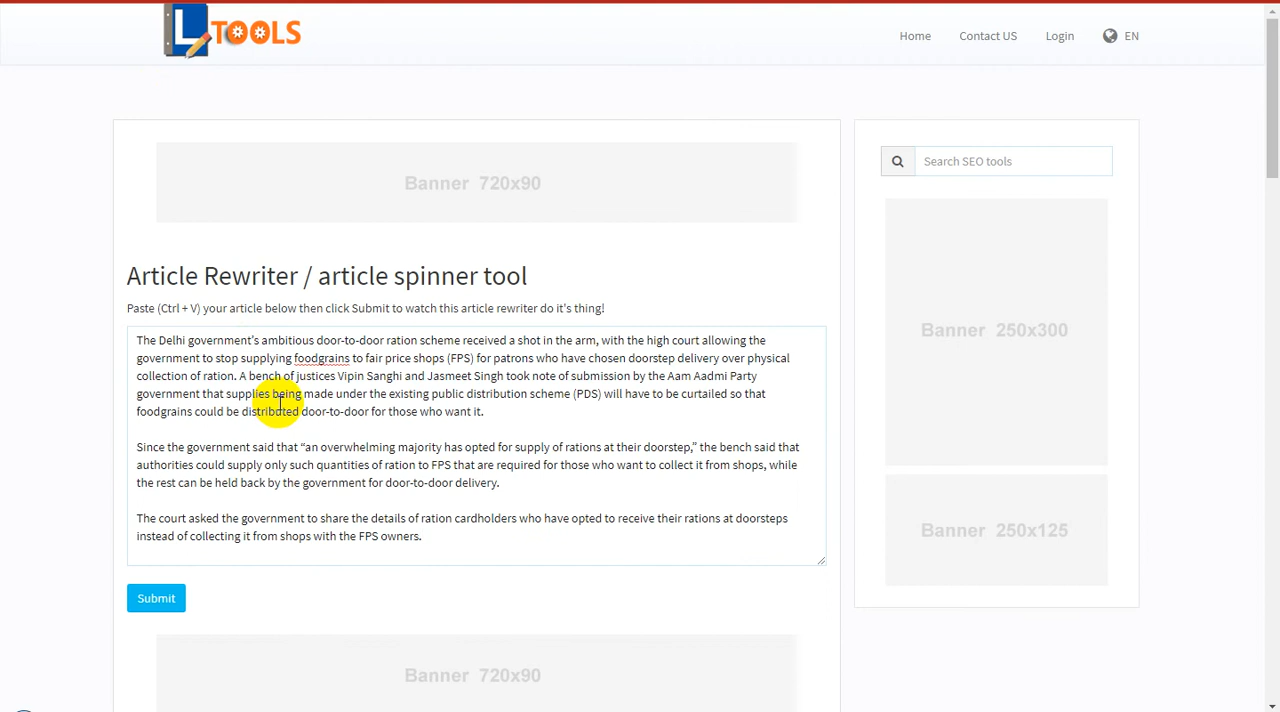 L TOOLS
Home Contact US Login EN
Banner 720x90
Search SEO tools
Article Rewriter / article spinner tool
Paste (Ctrl + V) your article below then click Submit to watch this article rewriter do it's thing!
The Delhi government’s ambitious door-to-door ration scheme received a shot in the arm, with the high court allowing the
government to stop supplying foodgrains to fair price shops (FPS) for patrons who have chosen doorstep delivery over physical
collection of ration. A bench of justices Vipin Sanghi and Jasmeet Singh took note of submission by the Aam Aadmi Party
government that supplies being made under the existing public distribution scheme (PDS) will have to be curtailed so that
foodgrains could be distributed door-to-door for those who want it.
Since the government said that “an overwhelming majority has opted for supply of rations at their doorstep,” the bench said that
authorities could supply only such quantities of ration to FPS that are required for those who want to collect it from shops, while
the rest can be held back by the government for door-to-door delivery.
The court asked the government to share the details of ration cardholders who have opted to receive their rations at doorsteps
instead of collecting it from shops with the FPS owners.
Submit
Banner 720x90
Banner 250x300
Banner 250x125